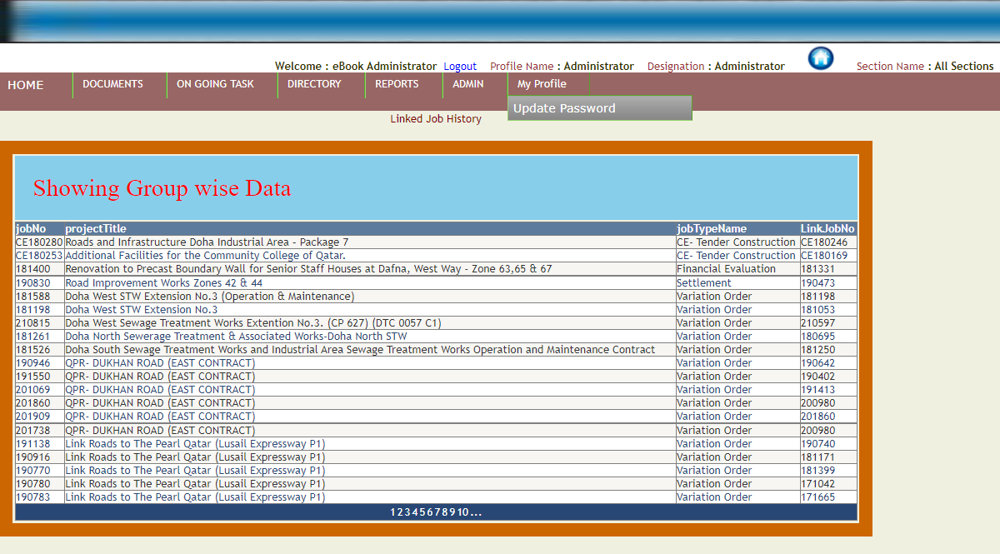 Welcome : eBook Administrator Logout Profile Name : Administrator Designation : Administrator Section Name : All Sections
HOME DOCUMENTS ON GOING TASK DIRECTORY REPORTS ADMIN My Profile
Update Password
Linked Job History
Showing Group wise Data
jobNo projectTitle jobTypeName LinkJobNo
CE180280 Roads and Infrastructure Doha Industrial Area - Package 7 CE- Tender Construction CE180246
CE180253 Additional Facilities for the Community College of Qatar. CE- Tender Construction CE180169
181400 Renovation to Precast Boundary Wall for Senior Staff Houses at Dafna, West Way - Zone 63,65 & 67 Financial Evaluation 181331
190830 Road Improvement Works Zones 42 & 44 Settlement 190473
181588 Doha West STW Extension No.3 (Operation & Maintenance) Variation Order 181198
181198 Doha West STW Extension No.3 Variation Order 181053
210815 Doha West Sewage Treatment Works Extention No.3. (CP 627) (DTC 0057 C1) Variation Order 210597
181261 Doha North Sewerage Treatment & Associated Works-Doha North STW Variation Order 180695
181526 Doha South Sewage Treatment Works and Industrial Area Sewage Treatment Works Operation and Maintenance Contract Variation Order 181250
190946 QPR- DUKHAN ROAD (EAST CONTRACT) Variation Order 190642
191550 QPR- DUKHAN ROAD (EAST CONTRACT) Variation Order 190402
201069 QPR- DUKHAN ROAD (EAST CONTRACT) Variation Order 191413
201860 QPR- DUKHAN ROAD (EAST CONTRACT) Variation Order 200980
201909 QPR- DUKHAN ROAD (EAST CONTRACT) Variation Order 201860
201738 QPR- DUKHAN ROAD (EAST CONTRACT) Variation Order 200980
191138 Link Roads to The Pearl Qatar (Lusail Expressway P1) Variation Order 190740
190916 Link Roads to The Pearl Qatar (Lusail Expressway P1) Variation Order 181171
190770 Link Roads to The Pearl Qatar (Lusail Expressway P1) Variation Order 181399
190780 Link Roads to The Pearl Qatar (Lusail Expressway P1) Variation Order 171042
190783 Link Roads to The Pearl Qatar (Lusail Expressway P1) Variation Order 171665
1 2 3 4 5 6 7 8 9 10 ...